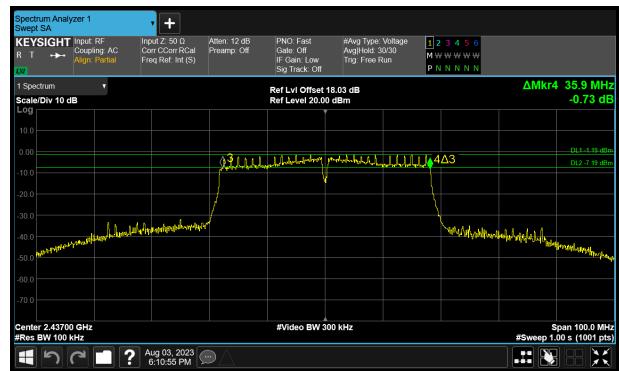 Spectrum Analyzer 1
Swept SA
+
KEYSIGHT Input: RF Input Z: 50 Ω Atten: 12 dB PNO: Fast #Avg Type: Voltage 1 2 3 4 5 6
R T Coupling: AC Corr CCorr RCal Preamp: Off Gate: Off Avg|Hold: 30/30 M W W W W W
Align: Partial Freq Ref: Int (S) IF Gain: Low Trig: Free Run
Sig Track: Off P N N N N N
LXI
1 Spectrum
Scale/Div 10 dB
Ref Lvl Offset 18.03 dB
Ref Level 20.00 dBm
ΔMkr4 35.9 MHz
-0.73 dB
Log
10.0
DL1 -1.19 dBm
0.00
3
4Δ3
DL2 -7.19 dBm
-10.0
-20.0
-30.0
-40.0
-50.0
-60.0
-70.0
Center 2.43700 GHz #Video BW 300 kHz Span 100.0 MHz
#Res BW 100 kHz #Sweep 1.00 s (1001 pts)
?
Aug 03, 2023
6:10:55 PM